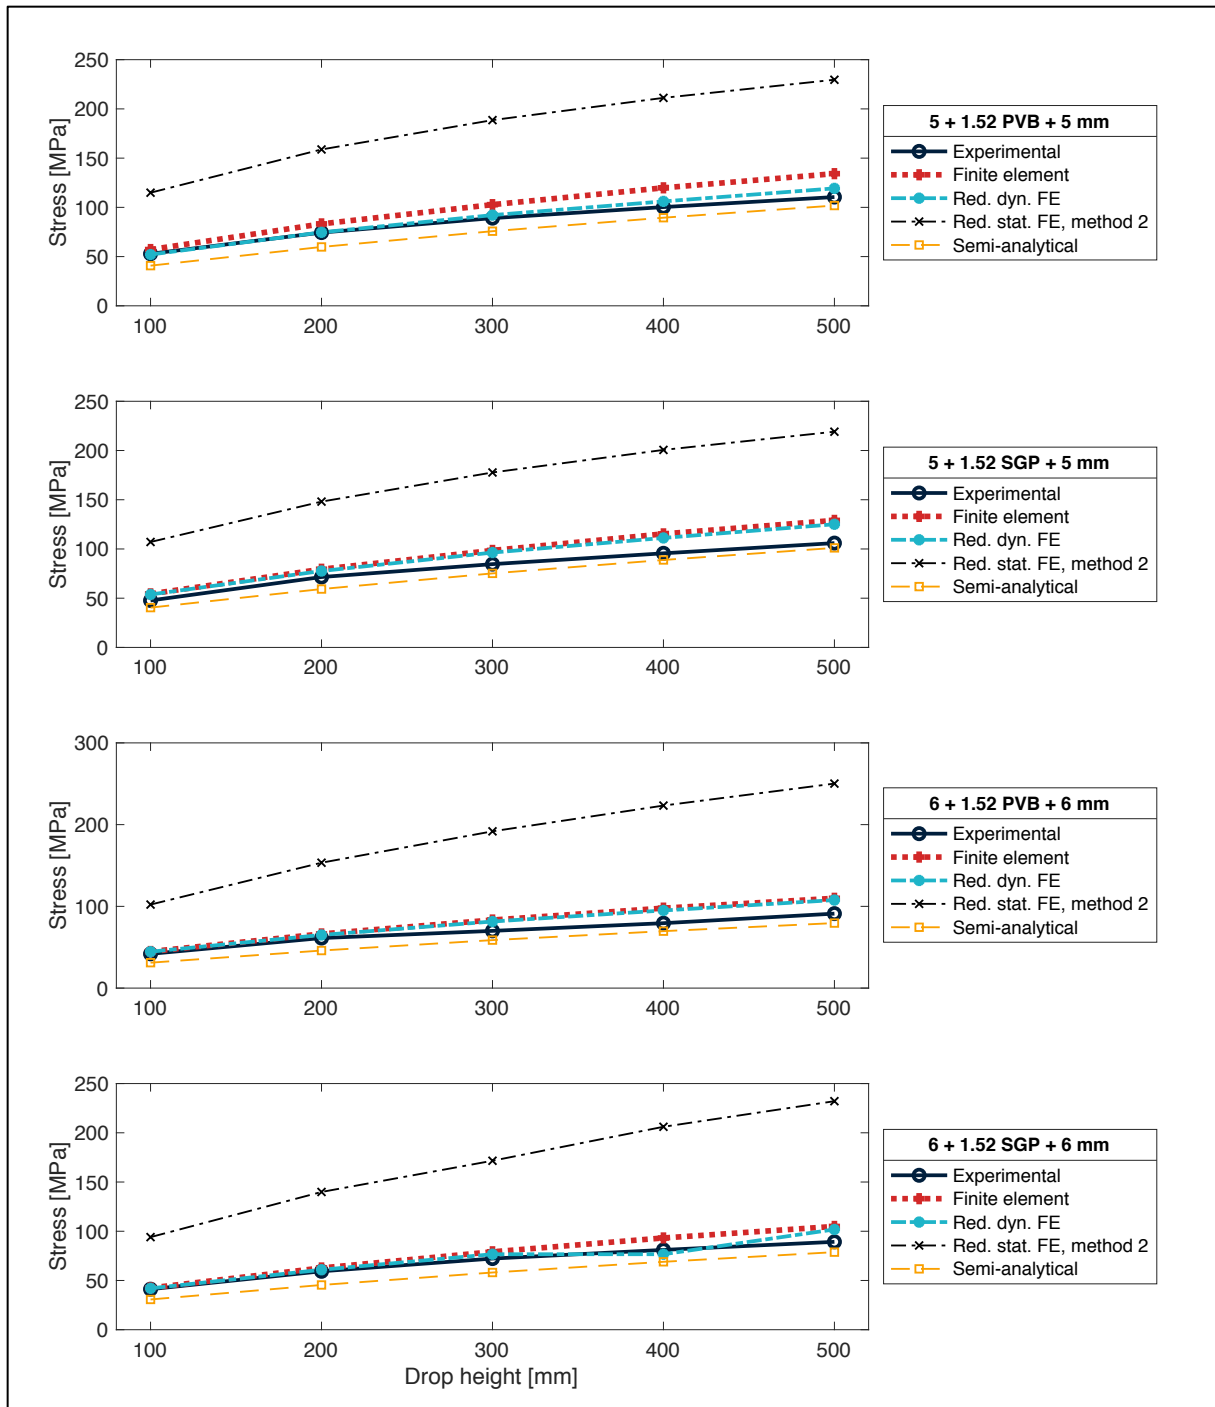 250
200
150
100
50
0
Stress [MPa]
100 200 300 400 500
5 + 1.52 PVB + 5 mm
Experimental
Finite element
Red. dyn. FE
Red. stat. FE, method 2
Semi-analytical
250
200
150
100
50
0
Stress [MPa]
100 200 300 400 500
5 + 1.52 SGP + 5 mm
Experimental
Finite element
Red. dyn. FE
Red. stat. FE, method 2
Semi-analytical
300
200
100
0
Stress [MPa]
100 200 300 400 500
6 + 1.52 PVB + 6 mm
Experimental
Finite element
Red. dyn. FE
Red. stat. FE, method 2
Semi-analytical
250
200
150
100
50
0
Stress [MPa]
100 200 300 400 500
Drop height [mm]
6 + 1.52 SGP + 6 mm
Experimental
Finite element
Red. dyn. FE
Red. stat. FE, method 2
Semi-analytical